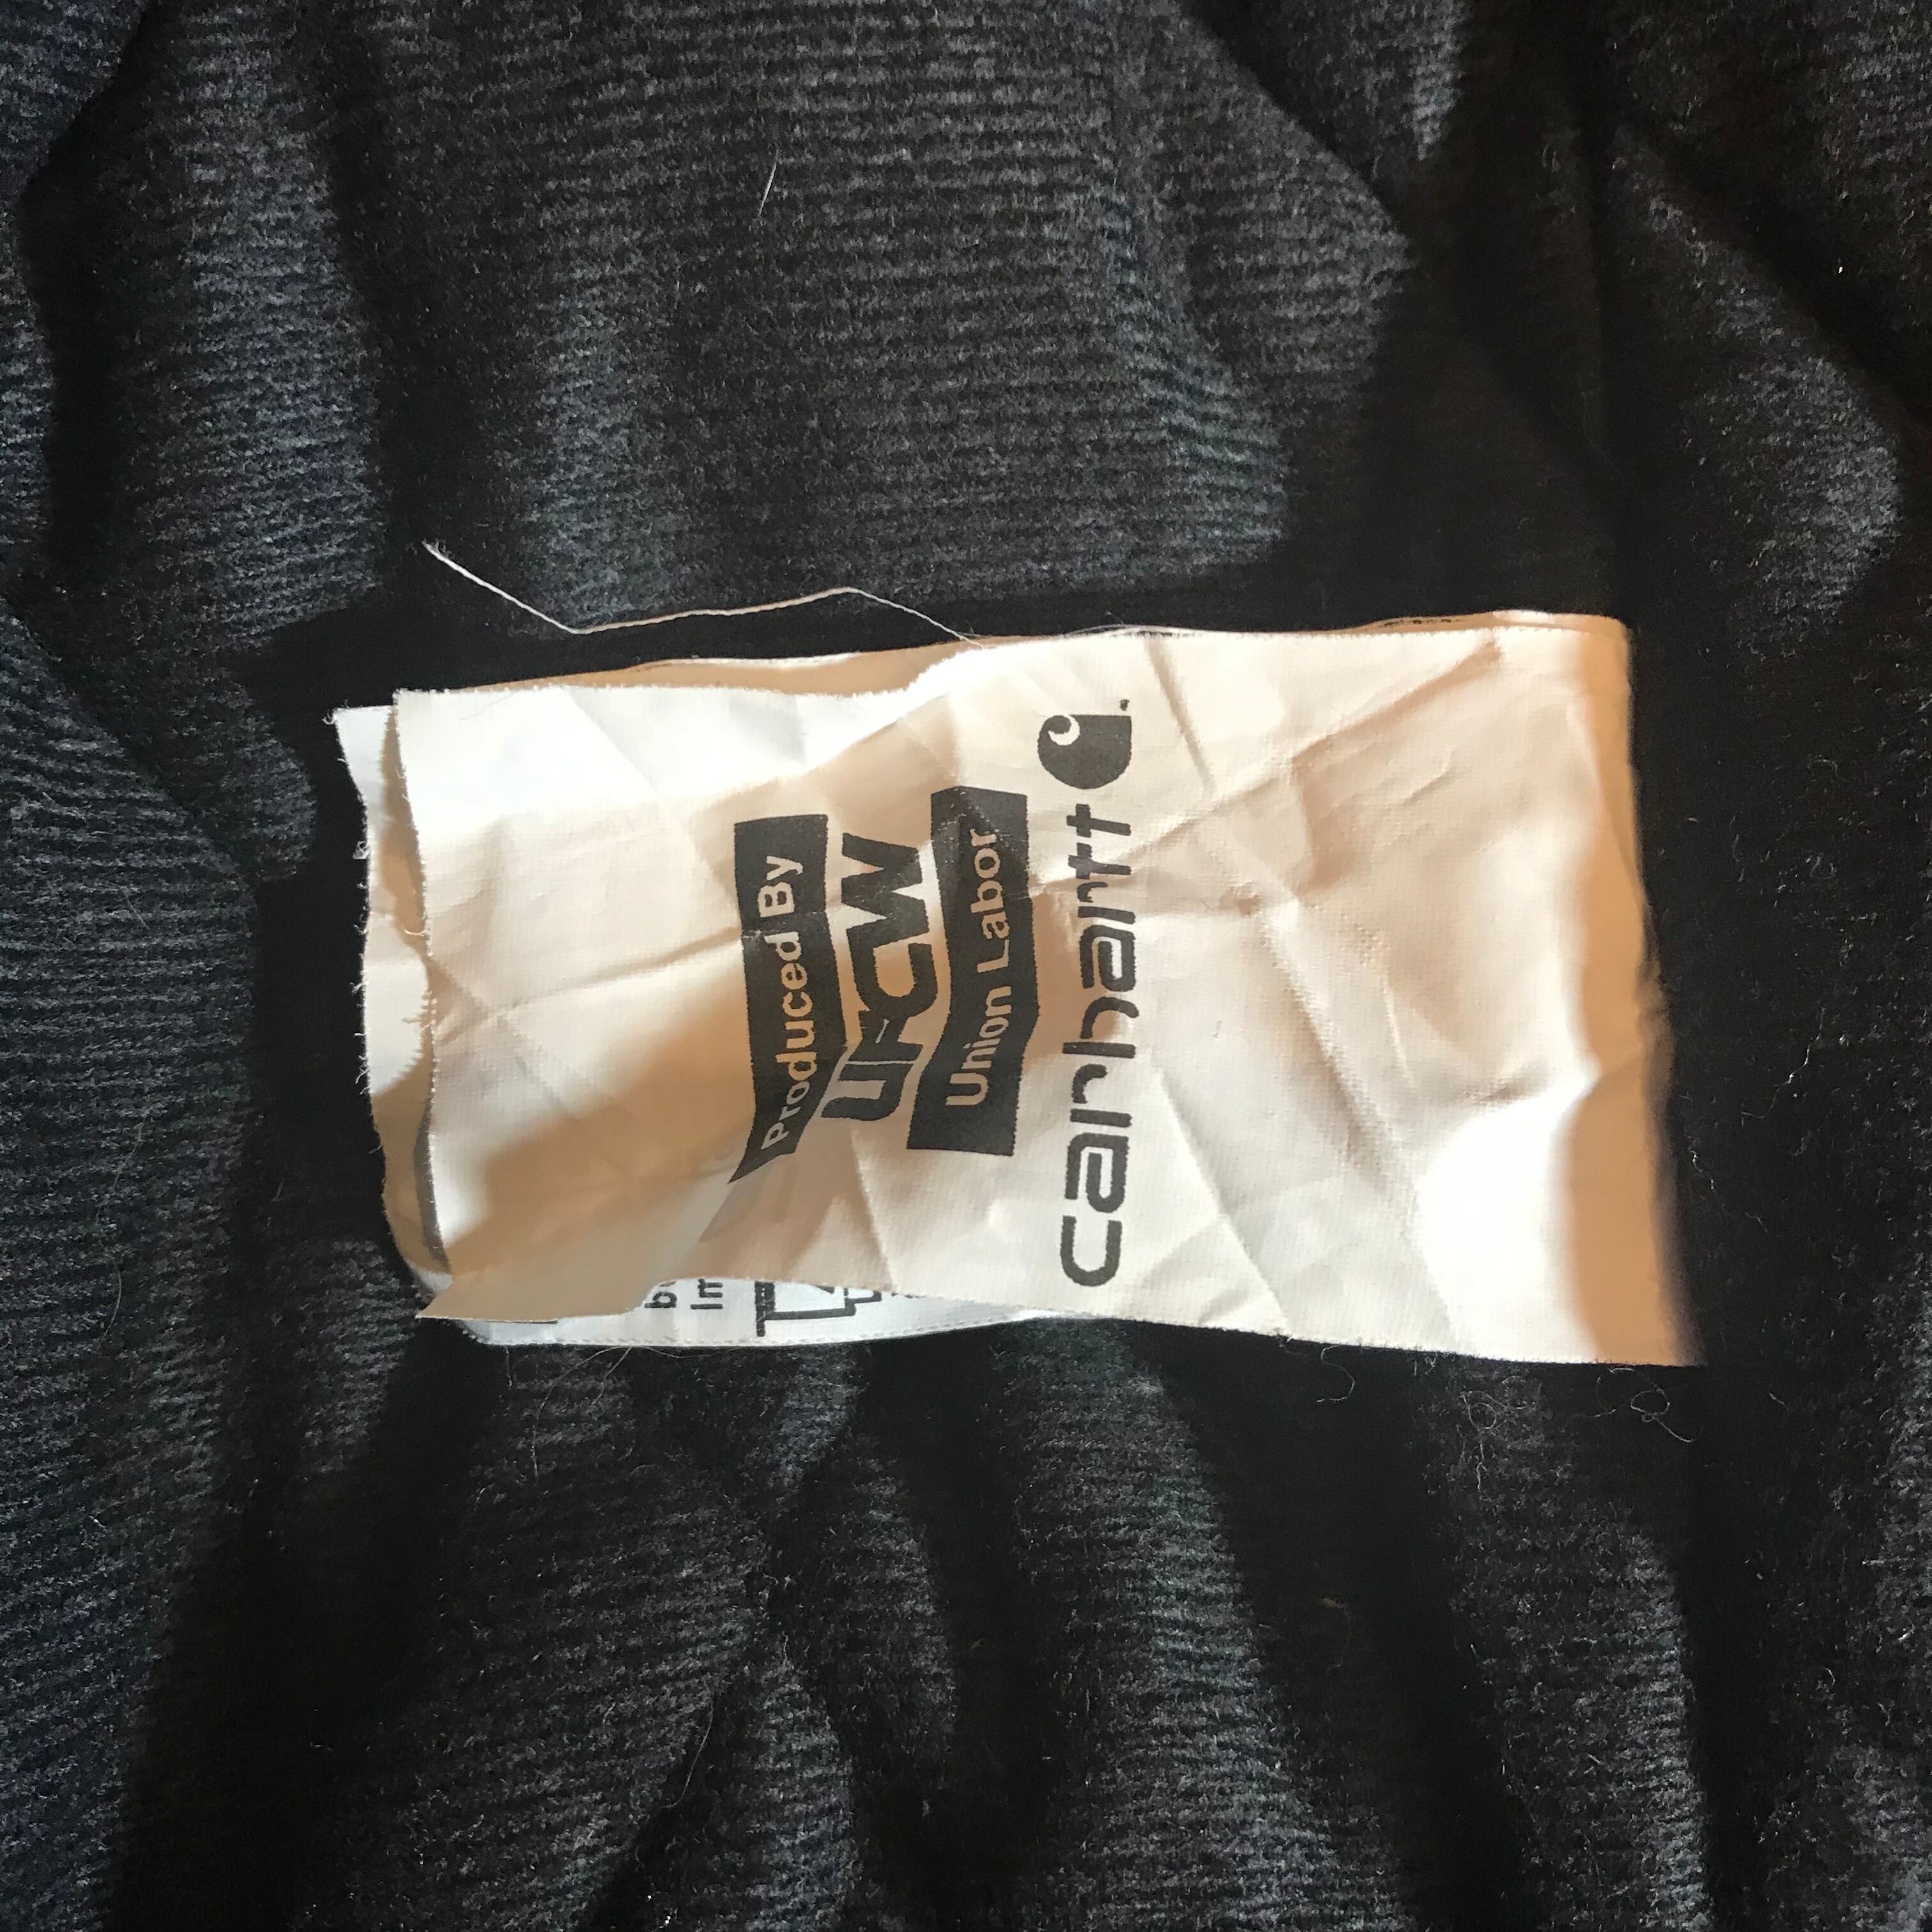 Produced By
UFCW
Union Labor
carhartt